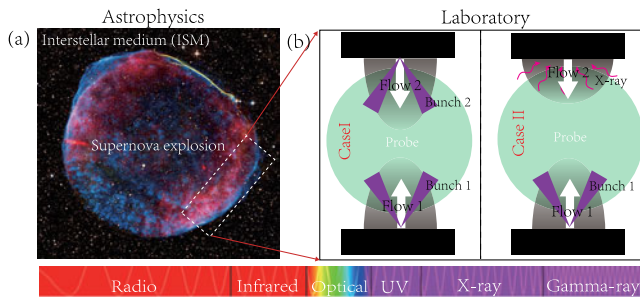 Astrophysics
Laboratory
(a)
Interstellar medium (ISM)
(b)
Supernova explosion
Flow 2
Bunch 2
Case I
Probe
Bunch 1
Flow 1
Flow 2
X-ray
Case II
Probe
Bunch 1
Flow 1
Radio
Infrared
Optical
UV
X-ray
Gamma-ray